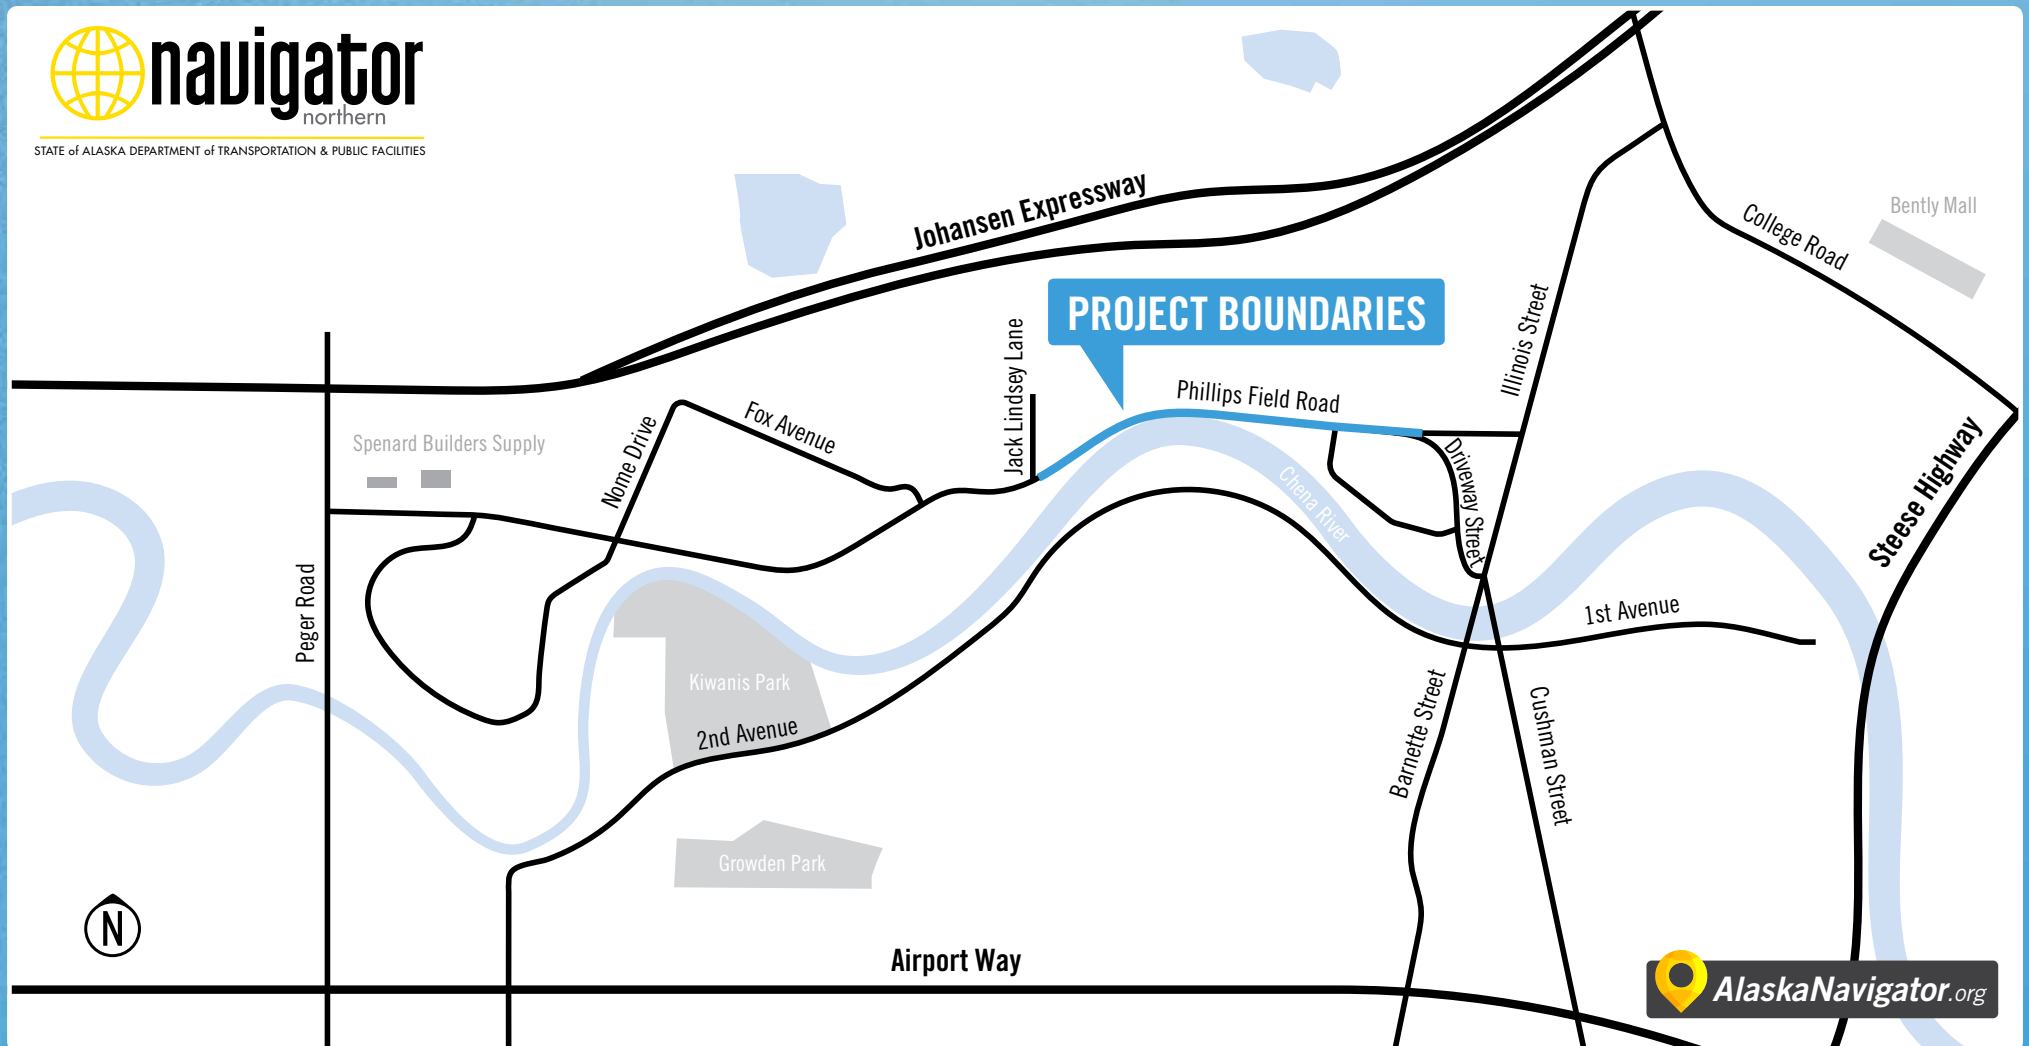 navigator
northern
STATE of ALASKA DEPARTMENT of TRANSPORTATION & PUBLIC FACILITIES
Johansen Expressway
College Road
Bently Mall
PROJECT BOUNDARIES
Illinois Street
Jack Lindsey Lane
Phillips Field Road
Fox Avenue
Nome Drive
Spenard Builders Supply
Driveway Street
Chena River
Steese Highway
Peger Road
1st Avenue
Kiwanis Park
2nd Avenue
Barnette Street
Cushman Street
Growden Park
N
Airport Way
AlaskaNavigator.org